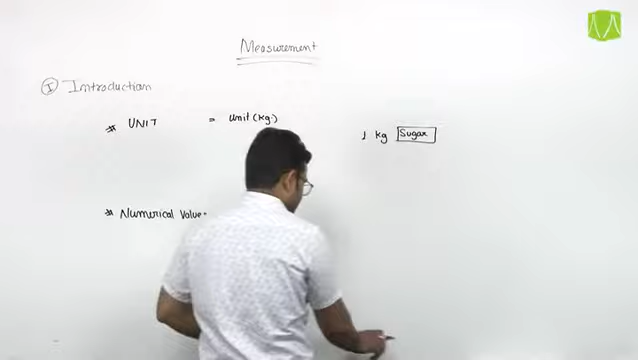 Measurement
I Introduction
* UNIT = Unit (kg.)
1 kg Sugar
* Numerical Value =